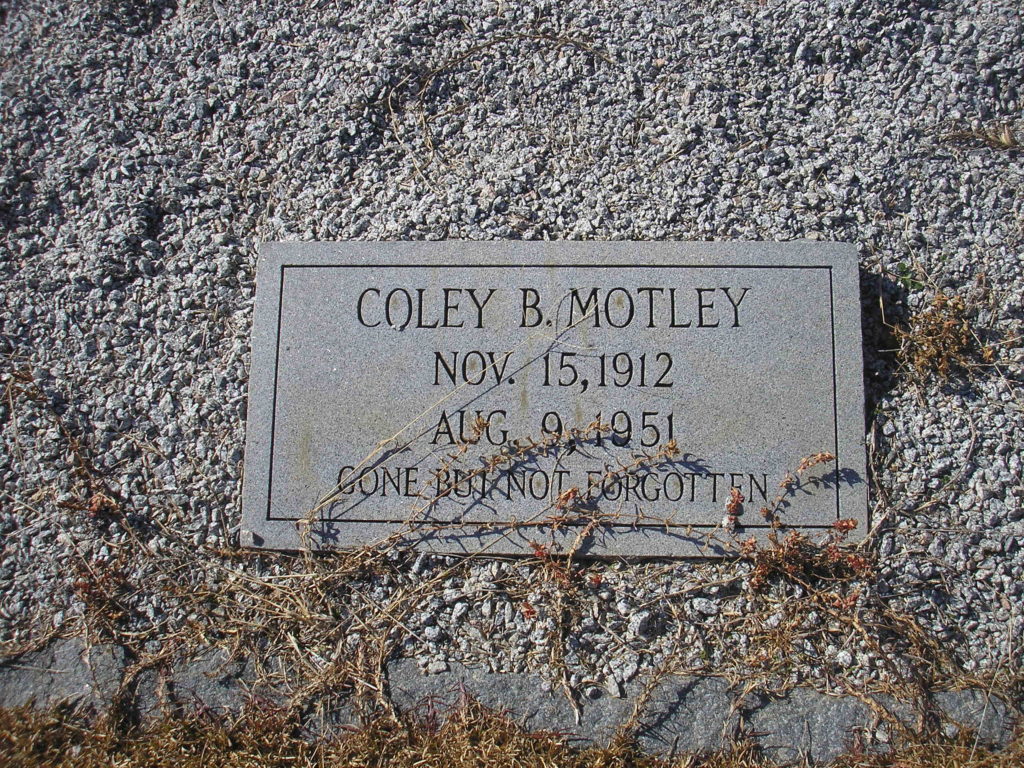 COLEY B. MOTLEY
NOV. 15, 1912
AUG. 9, 1951
GONE BUT NOT FORGOTTEN